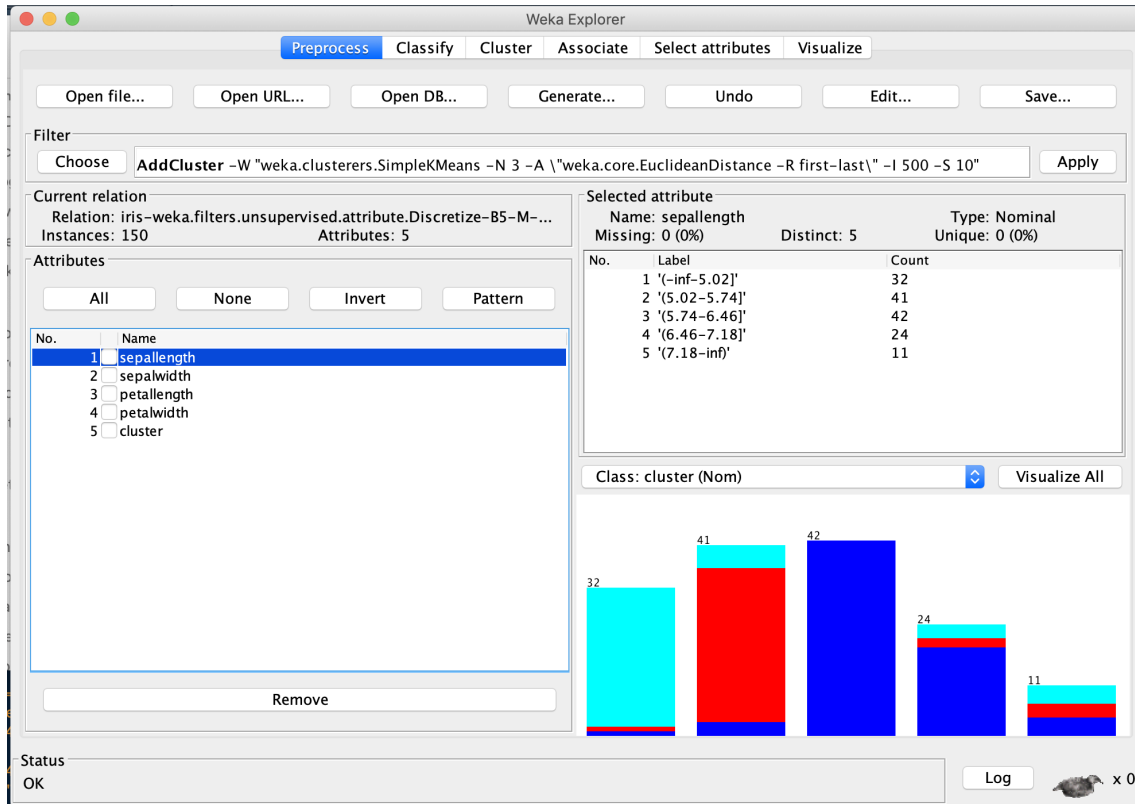 Weka Explorer
Preprocess Classify Cluster Associate Select attributes Visualize
Open file... Open URL... Open DB... Generate... Undo Edit... Save...
Filter
Choose AddCluster -W "weka.clusterers.SimpleKMeans -N 3 -A \"weka.core.EuclideanDistance -R first-last\" -I 500 -S 10" Apply
Current relation
Relation: iris-weka.filters.unsupervised.attribute.Discretize-B5-M-...
Instances: 150 Attributes: 5
Attributes
All None Invert Pattern
No. Name
1 sepallength
2 sepalwidth
3 petallength
4 petalwidth
5 cluster
Remove
Selected attribute
Name: sepallength Type: Nominal
Missing: 0 (0%) Distinct: 5 Unique: 0 (0%)
No. Label Count
1 '(-inf-5.02]' 32
2 '(5.02-5.74]' 41
3 '(5.74-6.46]' 42
4 '(6.46-7.18]' 24
5 '(7.18-inf)' 11
Class: cluster (Nom) Visualize All
32 41 42 24 11
Status
OK
Log x 0